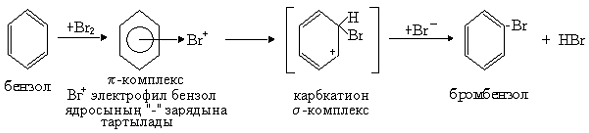 +Br₂
Br⁺
H
Br
+
+Br⁻
Br
+ HBr
бензол
π-комплекс
Br⁺ электрофил бензол
ядросының "-" зарядына
тартылады
карбкатион
σ-комплекс
бромбензол